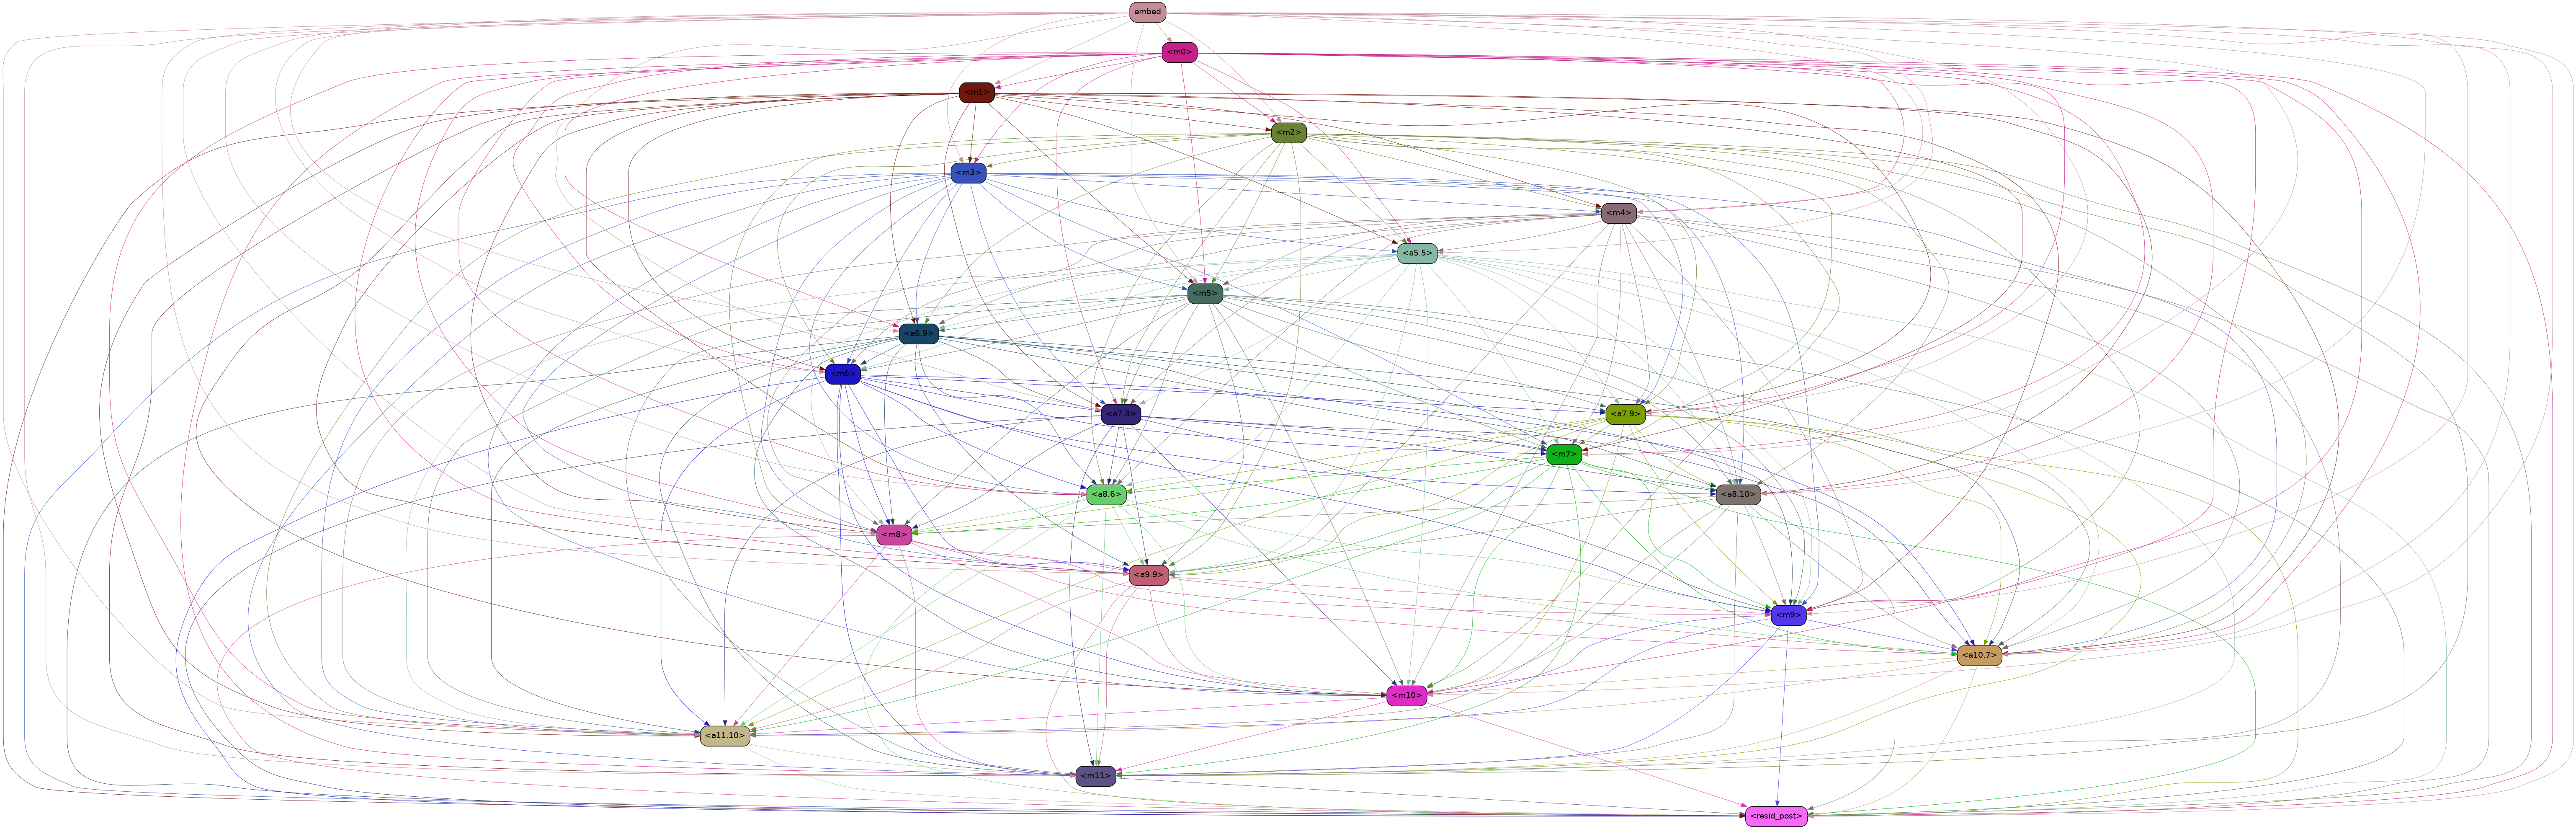 embed
<m0>
<m1>
<m2>
<m3>
<m4>
<a5.5>
<m5>
<a6.9>
<m6>
<a7.3>
<a7.9>
<m7>
<a8.6>
<a8.10>
<m8>
<a9.9>
<m9>
<a10.7>
<m10>
<a11.10>
<m11>
<resid_post>